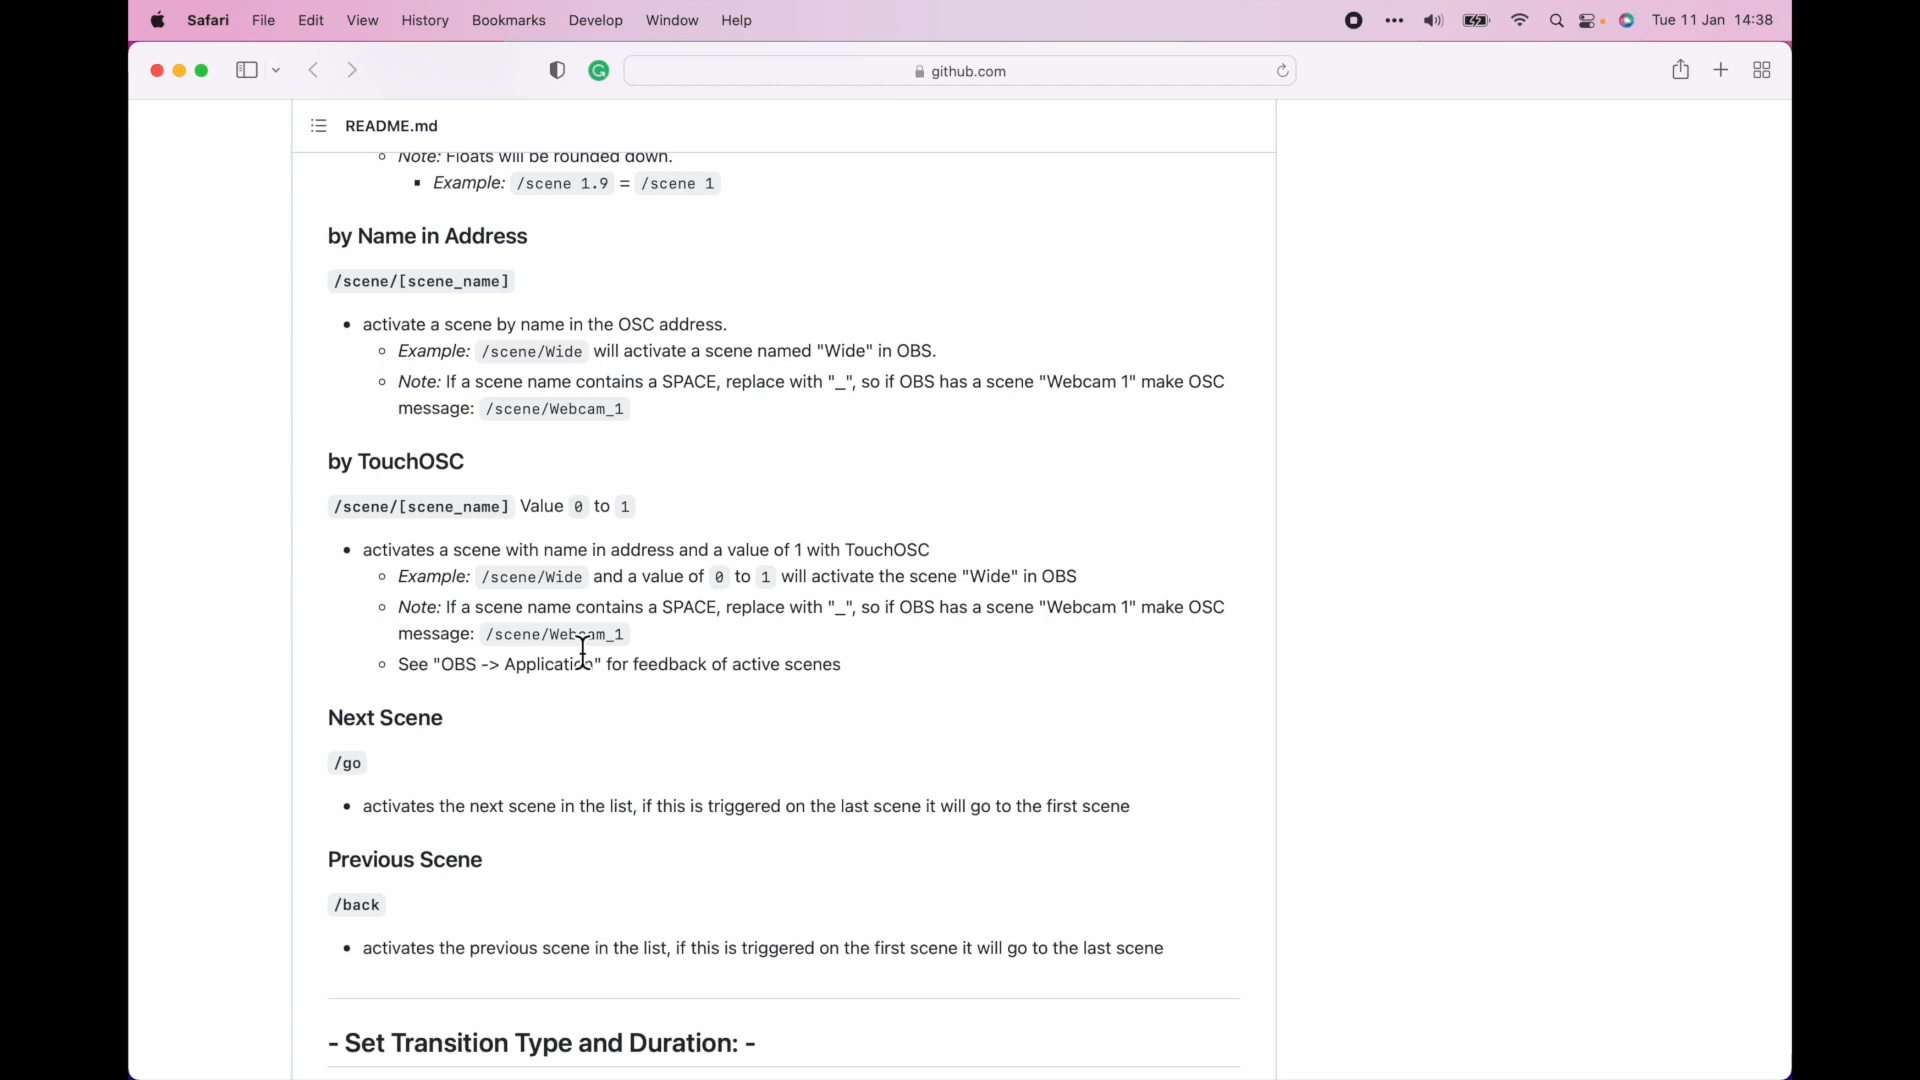 Safari File Edit View History Bookmarks Develop Window Help Tue 11 Jan 14:38
github.com
README.md
Note: Floats will be rounded down.
Example: /scene 1.9 = /scene 1
by Name in Address
/scene/[scene_name]
activate a scene by name in the OSC address.
Example: /scene/Wide will activate a scene named "Wide" in OBS.
Note: If a scene name contains a SPACE, replace with "_", so if OBS has a scene "Webcam 1" make OSC
message: /scene/Webcam_1
by TouchOSC
/scene/[scene_name] Value 0 to 1
activates a scene with name in address and a value of 1 with TouchOSC
Example: /scene/Wide and a value of 0 to 1 will activate the scene "Wide" in OBS
Note: If a scene name contains a SPACE, replace with "_", so if OBS has a scene "Webcam 1" make OSC
message: /scene/Webcam_1
See "OBS -> Application" for feedback of active scenes
Next Scene
/go
activates the next scene in the list, if this is triggered on the last scene it will go to the first scene
Previous Scene
/back
activates the previous scene in the list, if this is triggered on the first scene it will go to the last scene
- Set Transition Type and Duration: -